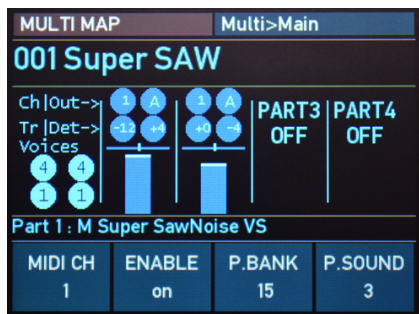 MULTI MAP Multi>Main
001 Super SAW
Ch|Out-> 1 A 1 A PART3 PART4
Tr|Det-> -12 +4 +0 -4 OFF OFF
Voices
4 4
1 1
Part 1 : M Super SawNoise VS
MIDI CH ENABLE P.BANK P.SOUND
1 on 15 3